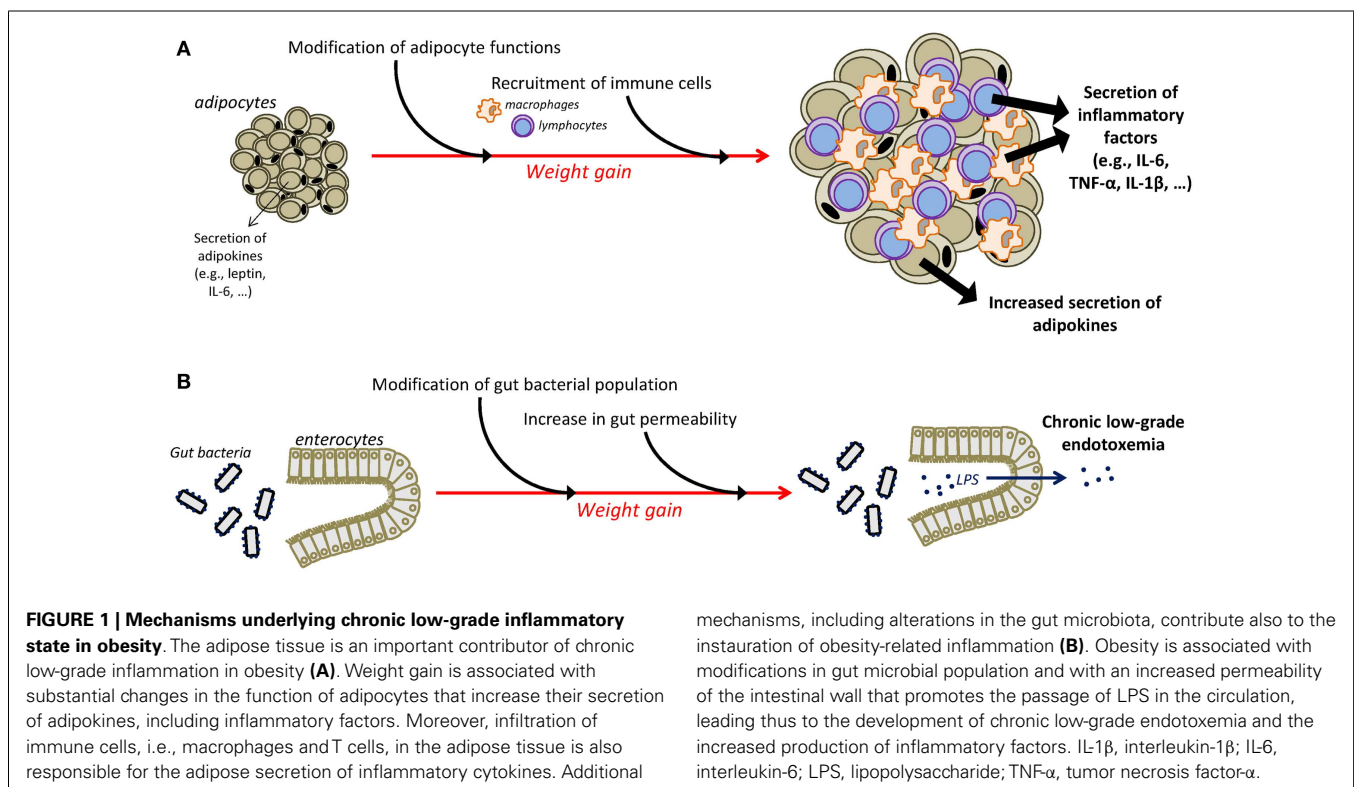 A
Modification of adipocyte functions
Recruitment of immune cells
adipocytes
macrophages
lymphocytes
Weight gain
Secretion of
adipokines
(e.g., leptin,
IL-6, ...)
Secretion of
inflammatory
factors
(e.g., IL-6,
TNF-α, IL-1β, ...)
Increased secretion of
adipokines
B
Modification of gut bacterial population
Increase in gut permeability
Gut bacteria
enterocytes
Weight gain
LPS
Chronic low-grade
endotoxemia
FIGURE 1 | Mechanisms underlying chronic low-grade inflammatory
state in obesity. The adipose tissue is an important contributor of chronic
low-grade inflammation in obesity (A). Weight gain is associated with
substantial changes in the function of adipocytes that increase their secretion
of adipokines, including inflammatory factors. Moreover, infiltration of
immune cells, i.e., macrophages and T cells, in the adipose tissue is also
responsible for the adipose secretion of inflammatory cytokines. Additional
mechanisms, including alterations in the gut microbiota, contribute also to the
instauration of obesity-related inflammation (B). Obesity is associated with
modifications in gut microbial population and with an increased permeability
of the intestinal wall that promotes the passage of LPS in the circulation,
leading thus to the development of chronic low-grade endotoxemia and the
increased production of inflammatory factors. IL-1β, interleukin-1β; IL-6,
interleukin-6; LPS, lipopolysaccharide; TNF-α, tumor necrosis factor-α.